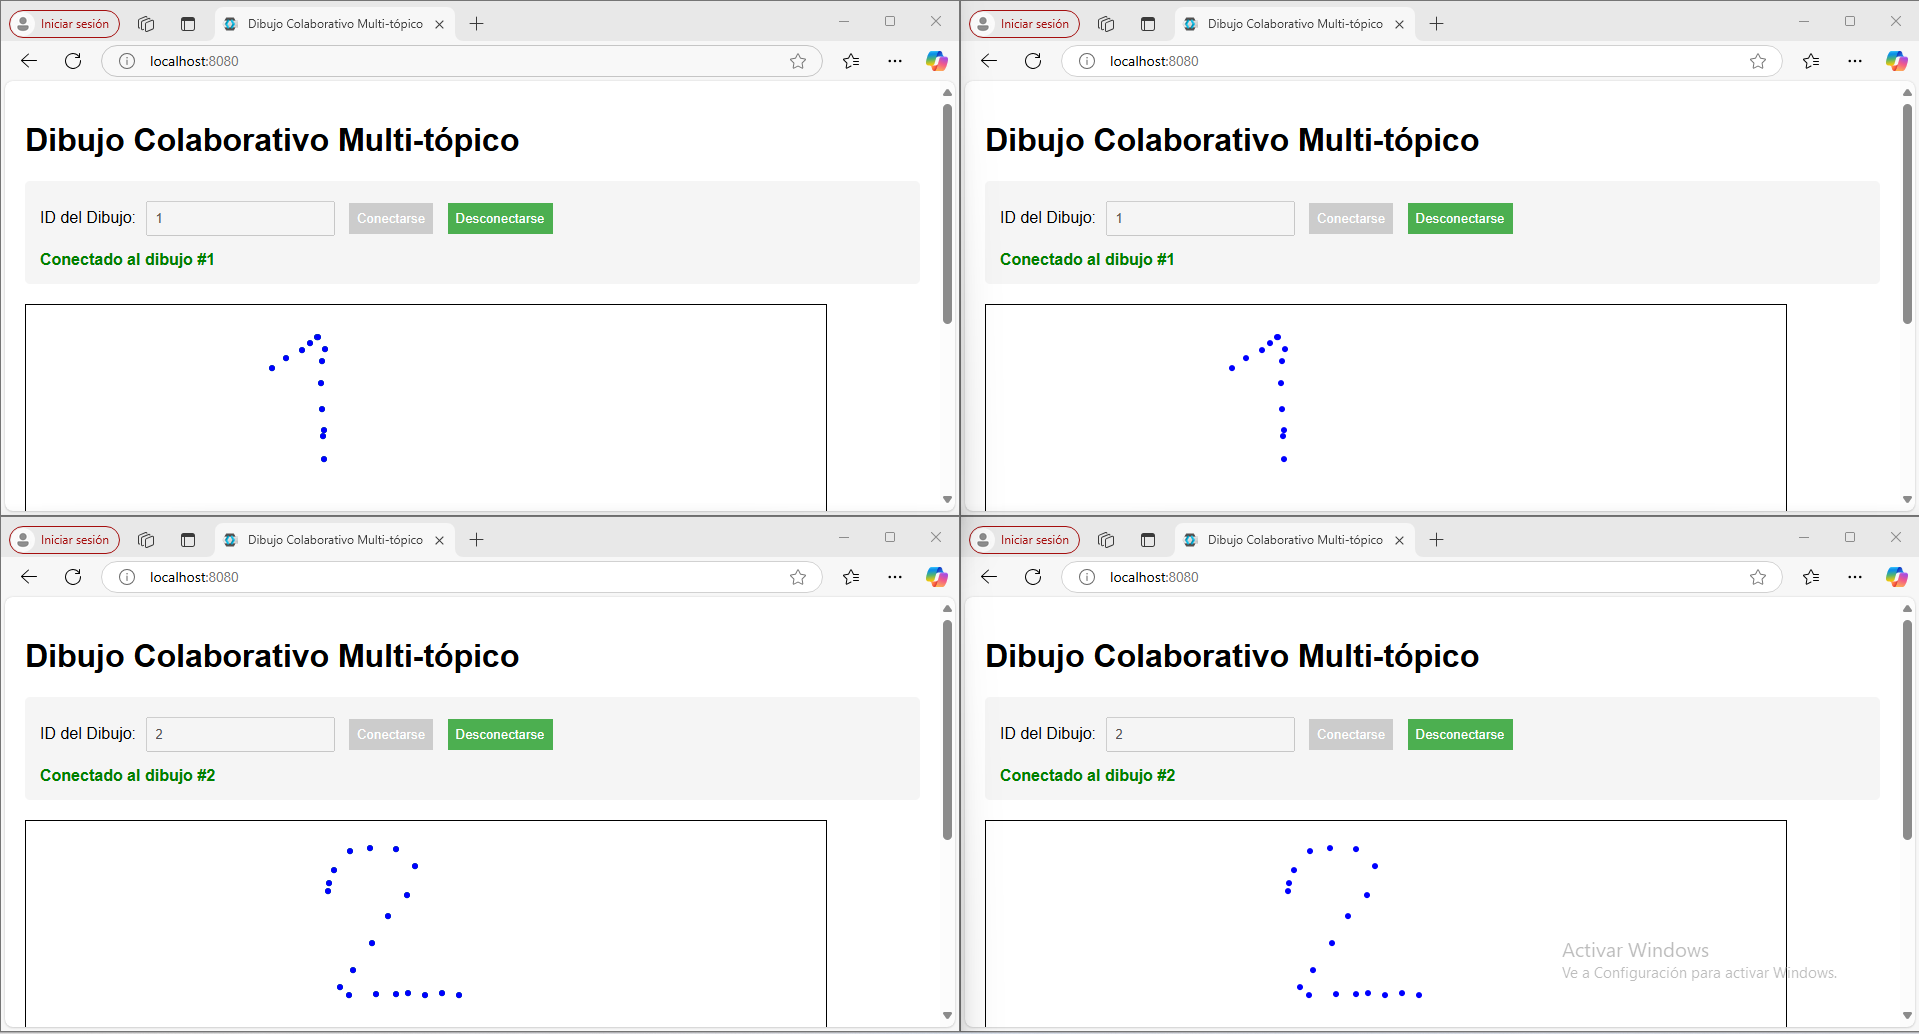 Iniciar sesión
Dibujo Colaborativo Multi-tópico
localhost:8080
Dibujo Colaborativo Multi-tópico
ID del Dibujo: 1 Conectarse Desconectarse
Conectado al dibujo #1
1
Iniciar sesión
Dibujo Colaborativo Multi-tópico
localhost:8080
Dibujo Colaborativo Multi-tópico
ID del Dibujo: 1 Conectarse Desconectarse
Conectado al dibujo #1
1
Iniciar sesión
Dibujo Colaborativo Multi-tópico
localhost:8080
Dibujo Colaborativo Multi-tópico
ID del Dibujo: 2 Conectarse Desconectarse
Conectado al dibujo #2
2
Iniciar sesión
Dibujo Colaborativo Multi-tópico
localhost:8080
Dibujo Colaborativo Multi-tópico
ID del Dibujo: 2 Conectarse Desconectarse
Conectado al dibujo #2
2
Activar Windows
Ve a Configuración para activar Windows.